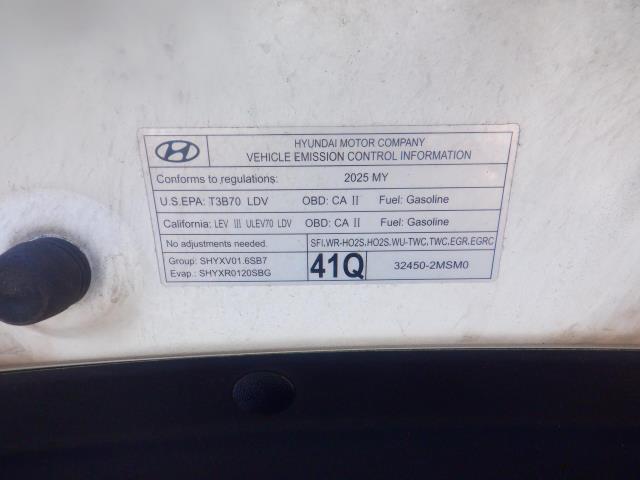 HYUNDAI MOTOR COMPANY
VEHICLE EMISSION CONTROL INFORMATION
Conforms to regulations: 2025 MY
U.S.EPA: T3B70 LDV OBD: CA II Fuel: Gasoline
California: LEV III ULEV70 LDV OBD: CA II Fuel: Gasoline
No adjustments needed. SFI.WR-HO2S.HO2S.WU-TWC.TWC.EGR.EGRC
Group: SHYXV01.6SB7
Evap.: SHYXR0120SBG
41Q 32450-2MSM0